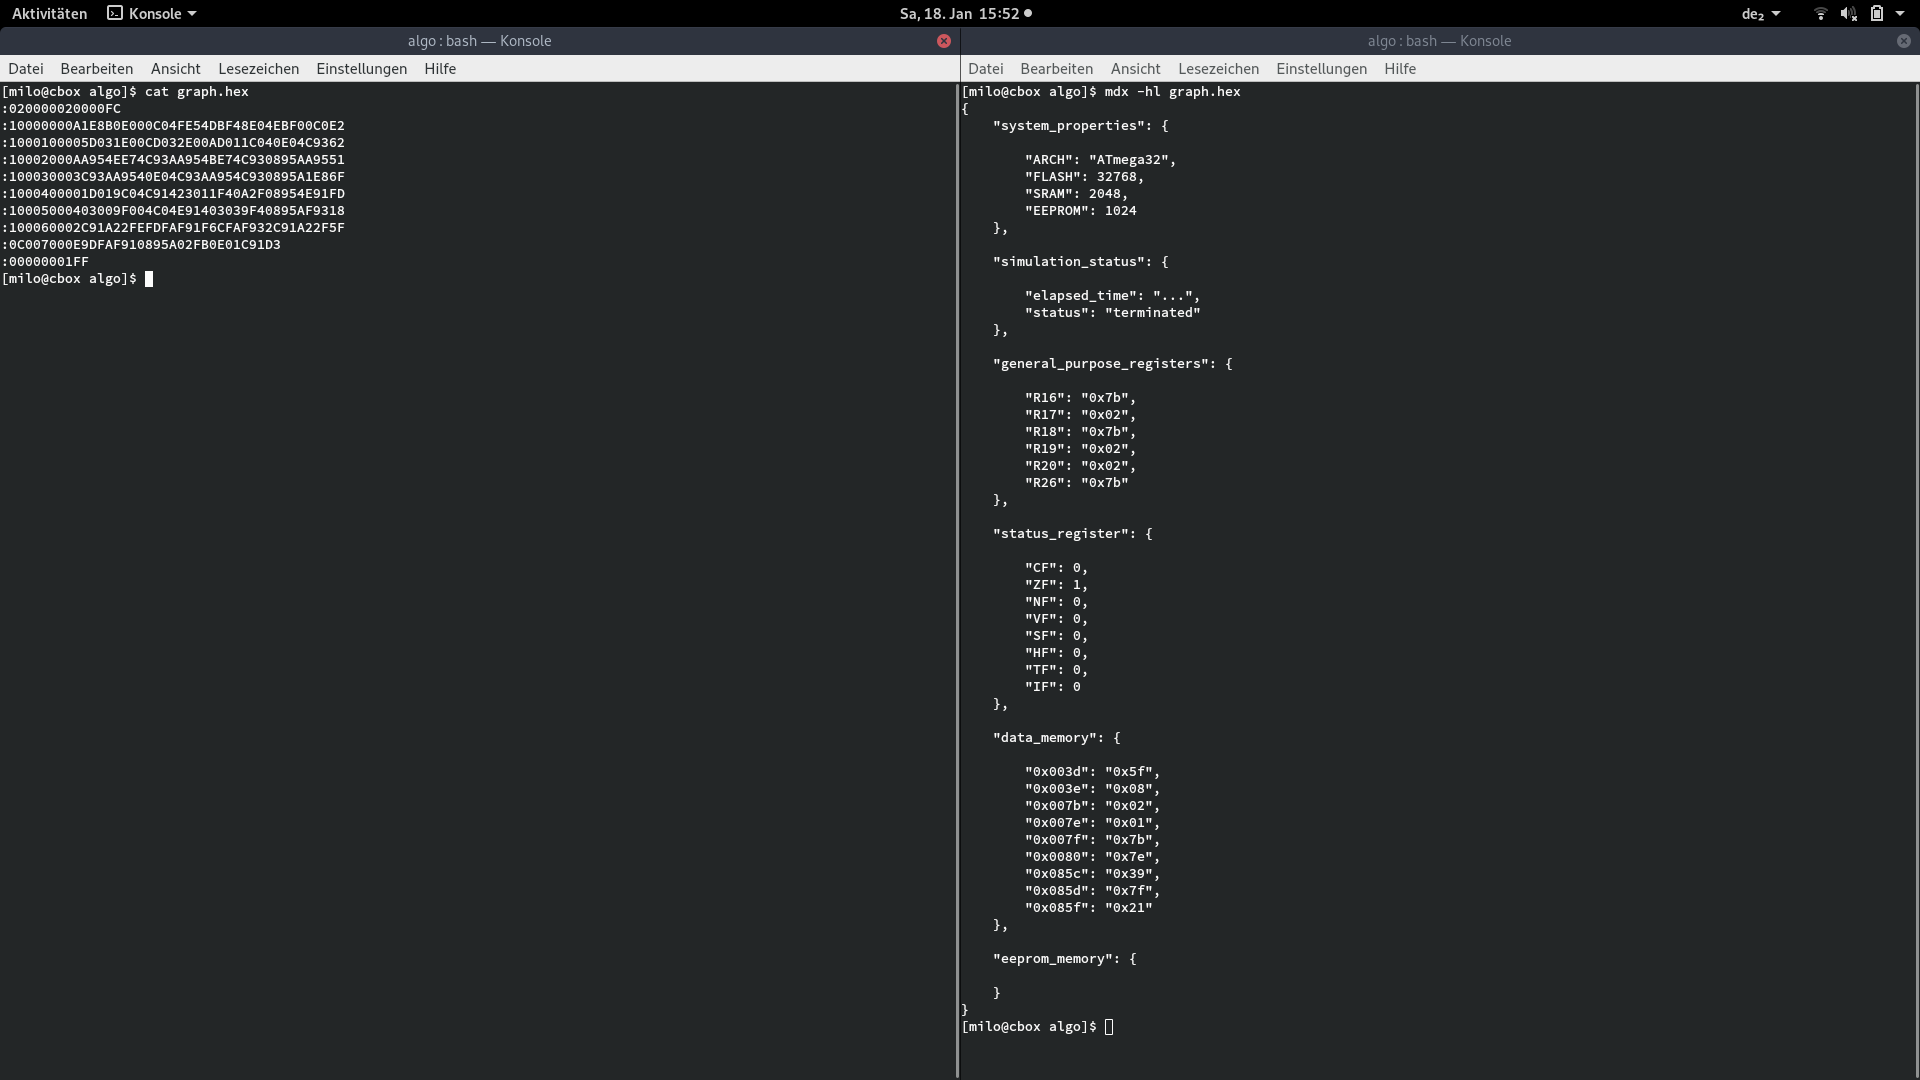 Aktivitäten Konsole Sa, 18. Jan 15:52 de₂
algo : bash — Konsole
Datei Bearbeiten Ansicht Lesezeichen Einstellungen Hilfe
[milo@cbox algo]$ cat graph.hex
:020000020000FC
:10000000A1E8B0E000C04FE54DBF48E04EBF00C0E2
:1000100005D031E00CD032E00AD011C040E04C9362
:10002000AA954EE74C93AA954BE74C930895AA9551
:100030003C93AA9540E04C93AA954C930895A1E86F
:1000400001D019C04C91423011F40A2F08954E91FD
:10005000403009F004C04E91403039F40895AF9318
:100060002C91A22FEFDFAF91F6CFAF932C91A22F5F
:0C007000E9DFAF910895A02FB0E01C91D3
:00000001FF
[milo@cbox algo]$
algo : bash — Konsole
Datei Bearbeiten Ansicht Lesezeichen Einstellungen Hilfe
[milo@cbox algo]$ mdx -hl graph.hex
{
"system_properties": {
"ARCH": "ATmega32",
"FLASH": 32768,
"SRAM": 2048,
"EEPROM": 1024
},
"simulation_status": {
"elapsed_time": "...",
"status": "terminated"
},
"general_purpose_registers": {
"R16": "0x7b",
"R17": "0x02",
"R18": "0x7b",
"R19": "0x02",
"R20": "0x02",
"R26": "0x7b"
},
"status_register": {
"CF": 0,
"ZF": 1,
"NF": 0,
"VF": 0,
"SF": 0,
"HF": 0,
"TF": 0,
"IF": 0
},
"data_memory": {
"0x003d": "0x5f",
"0x003e": "0x08",
"0x007b": "0x02",
"0x007e": "0x01",
"0x007f": "0x7b",
"0x0080": "0x7e",
"0x085c": "0x39",
"0x085d": "0x7f",
"0x085f": "0x21"
},
"eeprom_memory": {
}
}
[milo@cbox algo]$